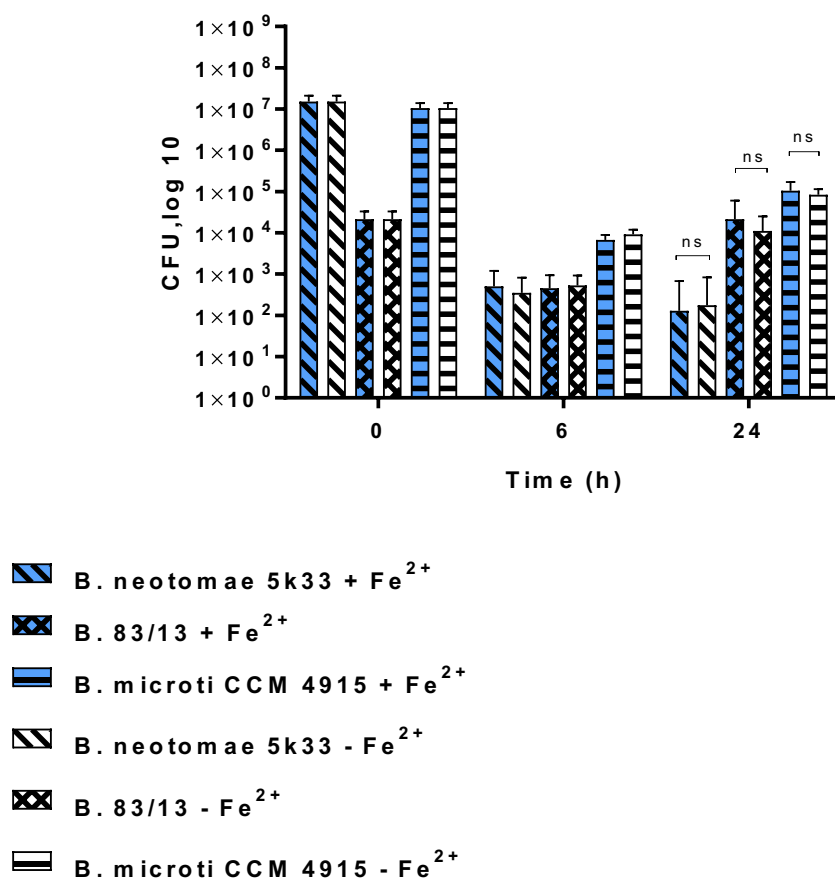 1×10⁹
1×10⁸
1×10⁷
1×10⁶
1×10⁵
1×10⁴
1×10³
1×10²
1×10¹
1×10⁰
CFU,log 10
ns
ns
ns
0 6 24
Time (h)
B. neotomae 5k33 + Fe²⁺
B. 83/13 + Fe²⁺
B. microti CCM 4915 + Fe²⁺
B. neotomae 5k33 - Fe²⁺
B. 83/13 - Fe²⁺
B. microti CCM 4915 - Fe²⁺